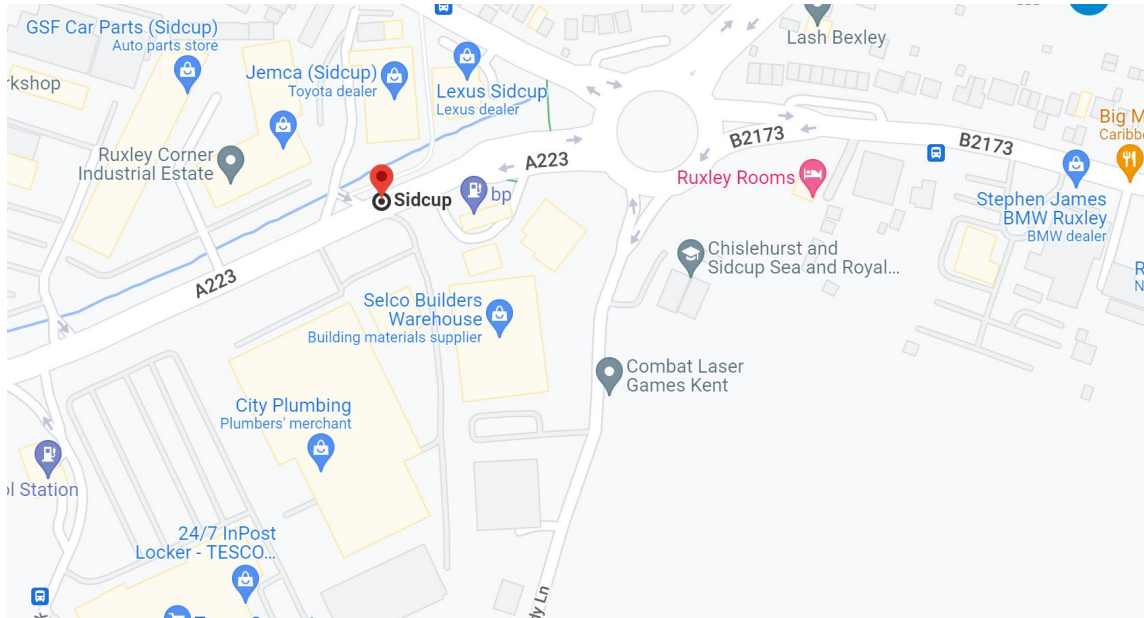 GSF Car Parts (Sidcup)
Auto parts store
rkshop
Jemca (Sidcup)
Toyota dealer
Lexus Sidcup
Lexus dealer
Lash Bexley
Big M
Caribb
B2173
B2173
A223
Ruxley Corner
Industrial Estate
Ruxley Rooms
Sidcup
bp
Stephen James
BMW Ruxley
BMW dealer
Chislehurst and
Sidcup Sea and Royal...
R
N
A223
Selco Builders
Warehouse
Building materials supplier
Combat Laser
Games Kent
City Plumbing
Plumbers' merchant
ol Station
24/7 InPost
Locker - TESCO...
dy Ln